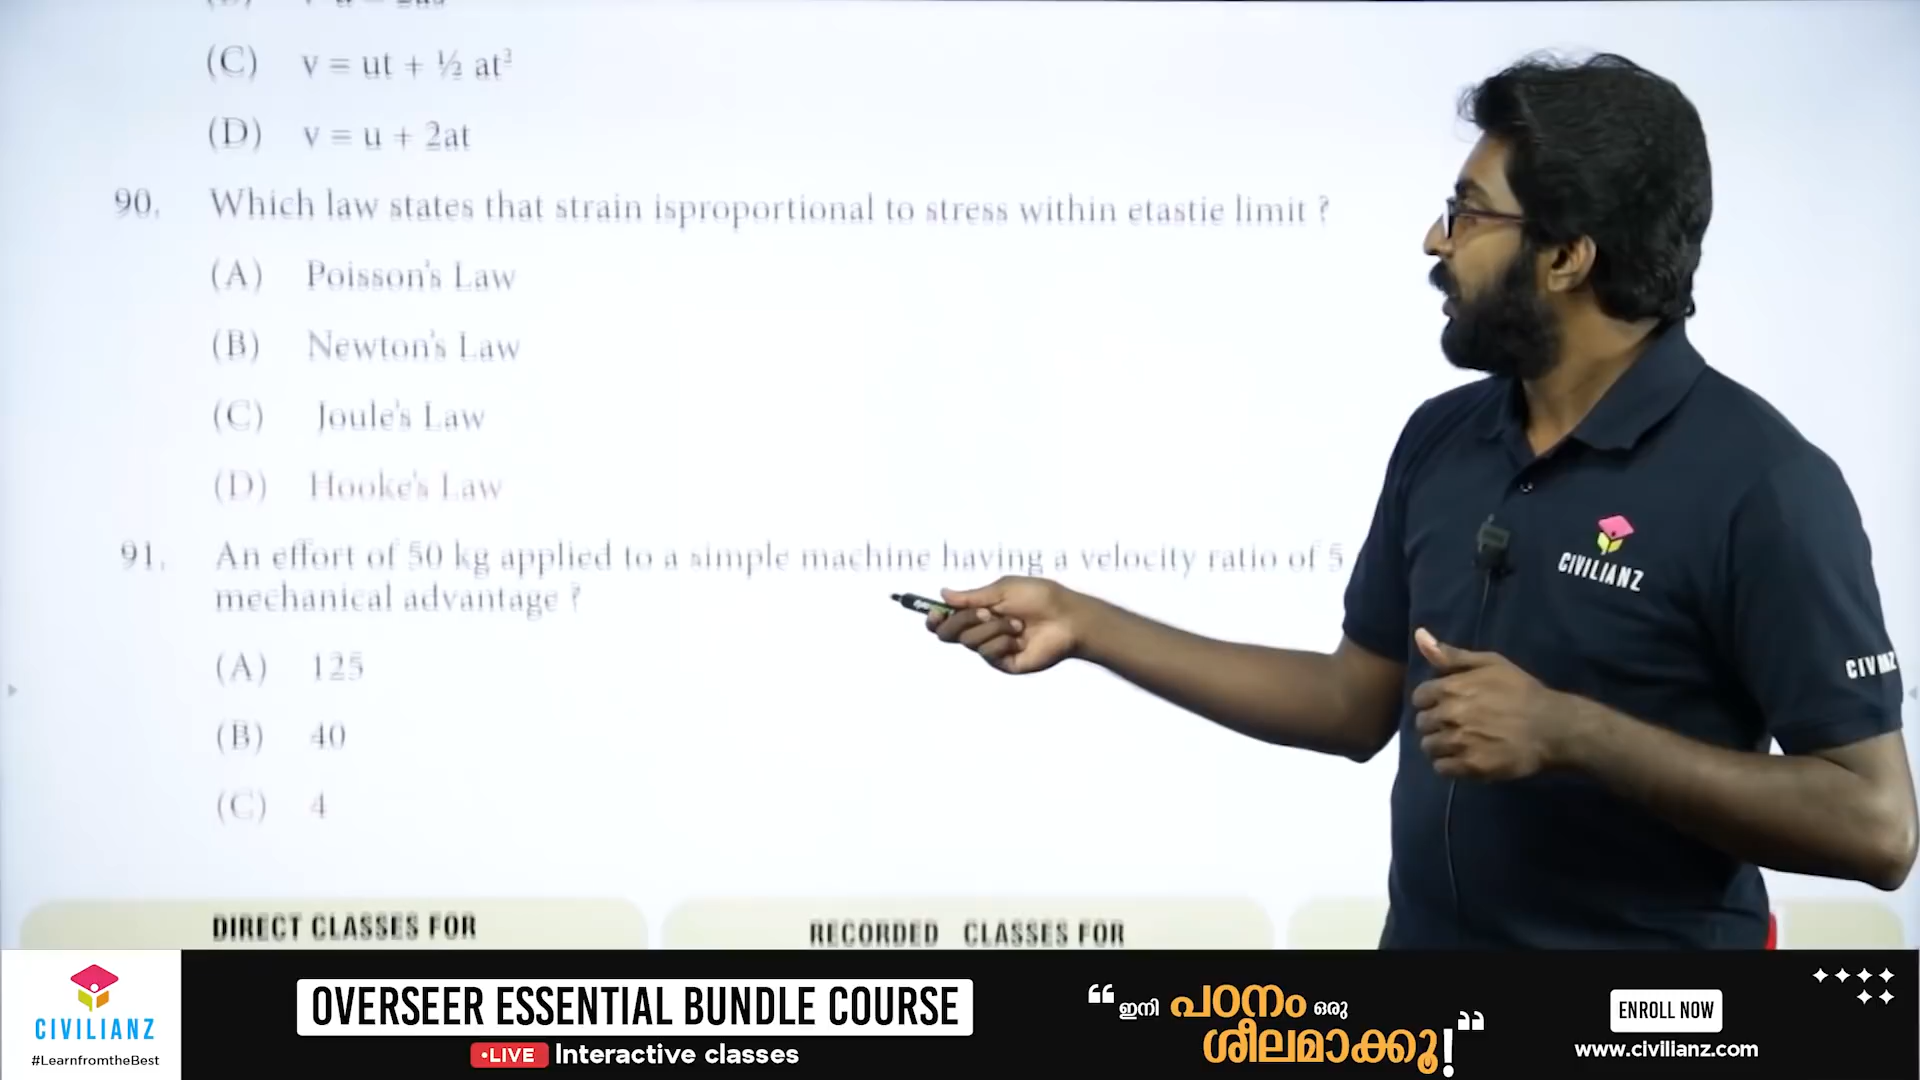 (C) v = ut + ½ at³
(D) v = u + 2at
90. Which law states that strain isproportional to stress within etastie limit ?
(A) Poisson's Law
(B) Newton's Law
(C) Joule's Law
(D) Hooke's Law
91. An effort of 50 kg applied to a simple machine having a velocity ratio of 5
mechanical advantage ?
(A) 125
(B) 40
(C) 4
CIVILIANZ
DIRECT CLASSES FOR
RECORDED CLASSES FOR
CIVILIANZ
#LearnfromtheBest
OVERSEER ESSENTIAL BUNDLE COURSE
•LIVE Interactive classes
“ഇനി പഠനം ഒരു
ശീലമാക്കൂ!”
ENROLL NOW
www.civilianz.com